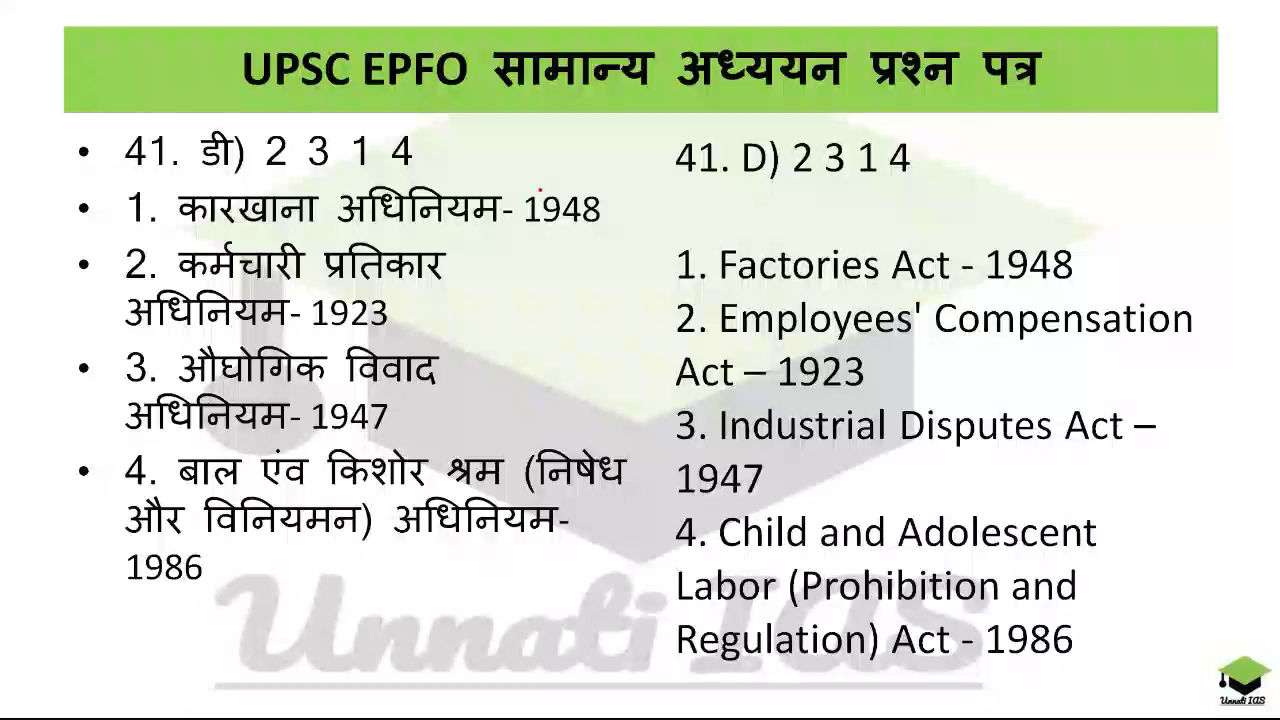 UPSC EPFO सामान्य अध्ययन प्रश्न पत्र
• 41. डी) 2 3 1 4
• 1. कारखाना अधिनियम- 1948
• 2. कर्मचारी प्रतिकार
अधिनियम- 1923
• 3. औघोगिक विवाद
अधिनियम- 1947
• 4. बाल एंव किशोर श्रम (निषेध
और विनियमन) अधिनियम-
1986
41. D) 2 3 1 4
1. Factories Act - 1948
2. Employees' Compensation
Act – 1923
3. Industrial Disputes Act –
1947
4. Child and Adolescent
Labor (Prohibition and
Regulation) Act - 1986
Unnati IAS
Unnati IAS